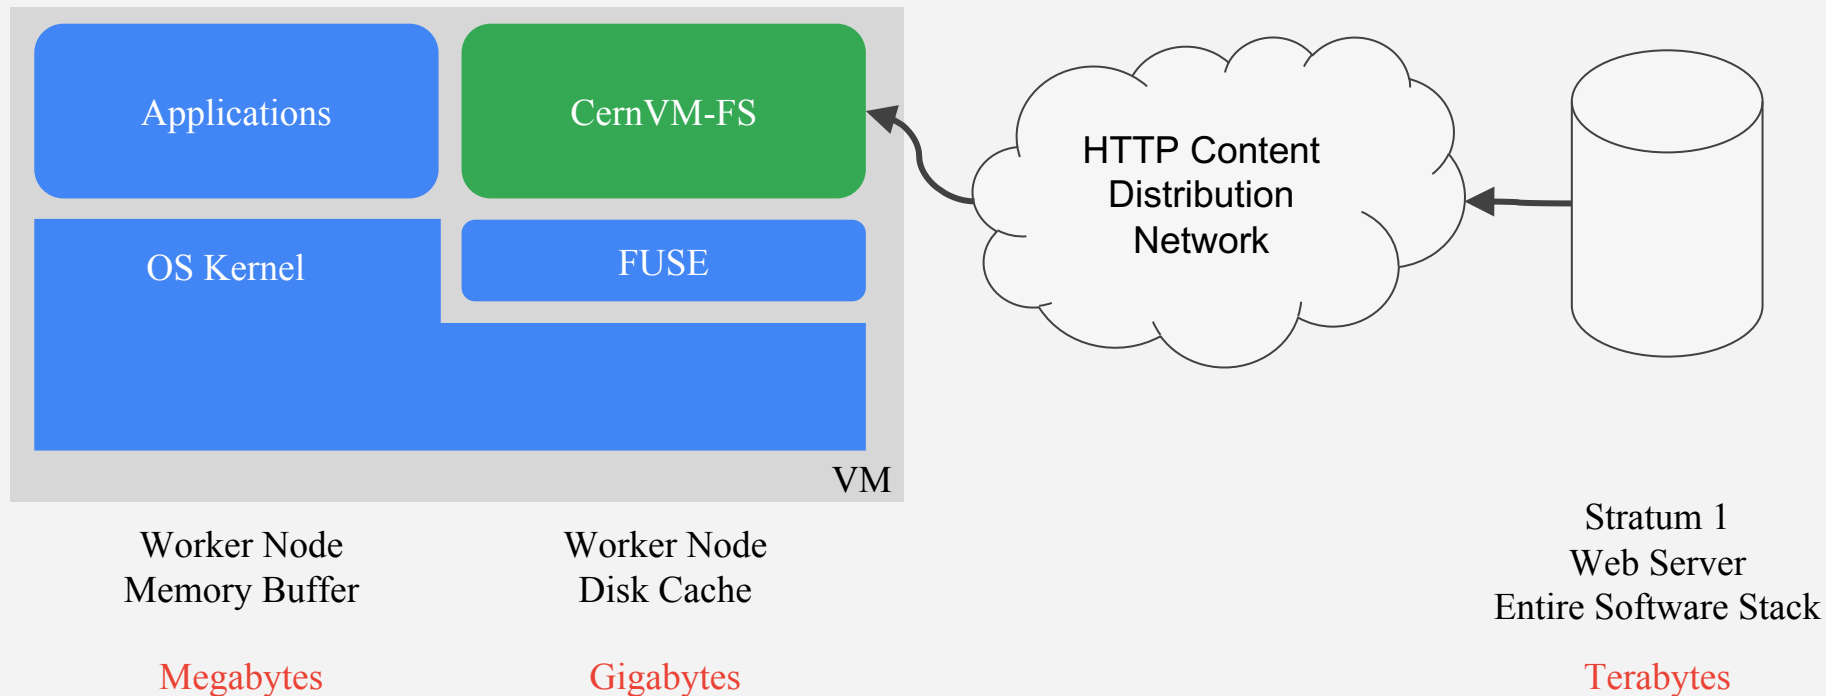 Applications
CernVM-FS
OS Kernel
FUSE
VM
HTTP Content
Distribution
Network
Worker Node
Memory Buffer
Megabytes
Worker Node
Disk Cache
Gigabytes
Stratum 1
Web Server
Entire Software Stack
Terabytes